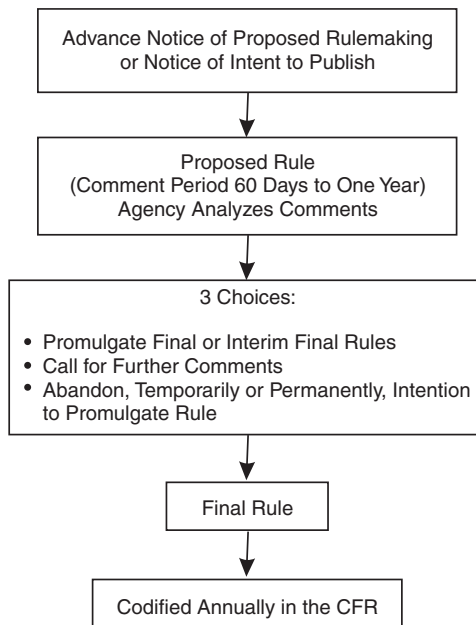 Advance Notice of Proposed Rulemaking
or Notice of Intent to Publish
Proposed Rule
(Comment Period 60 Days to One Year)
Agency Analyzes Comments
3 Choices:
• Promulgate Final or Interim Final Rules
• Call for Further Comments
• Abandon, Temporarily or Permanently, Intention
to Promulgate Rule
Final Rule
Codified Annually in the CFR